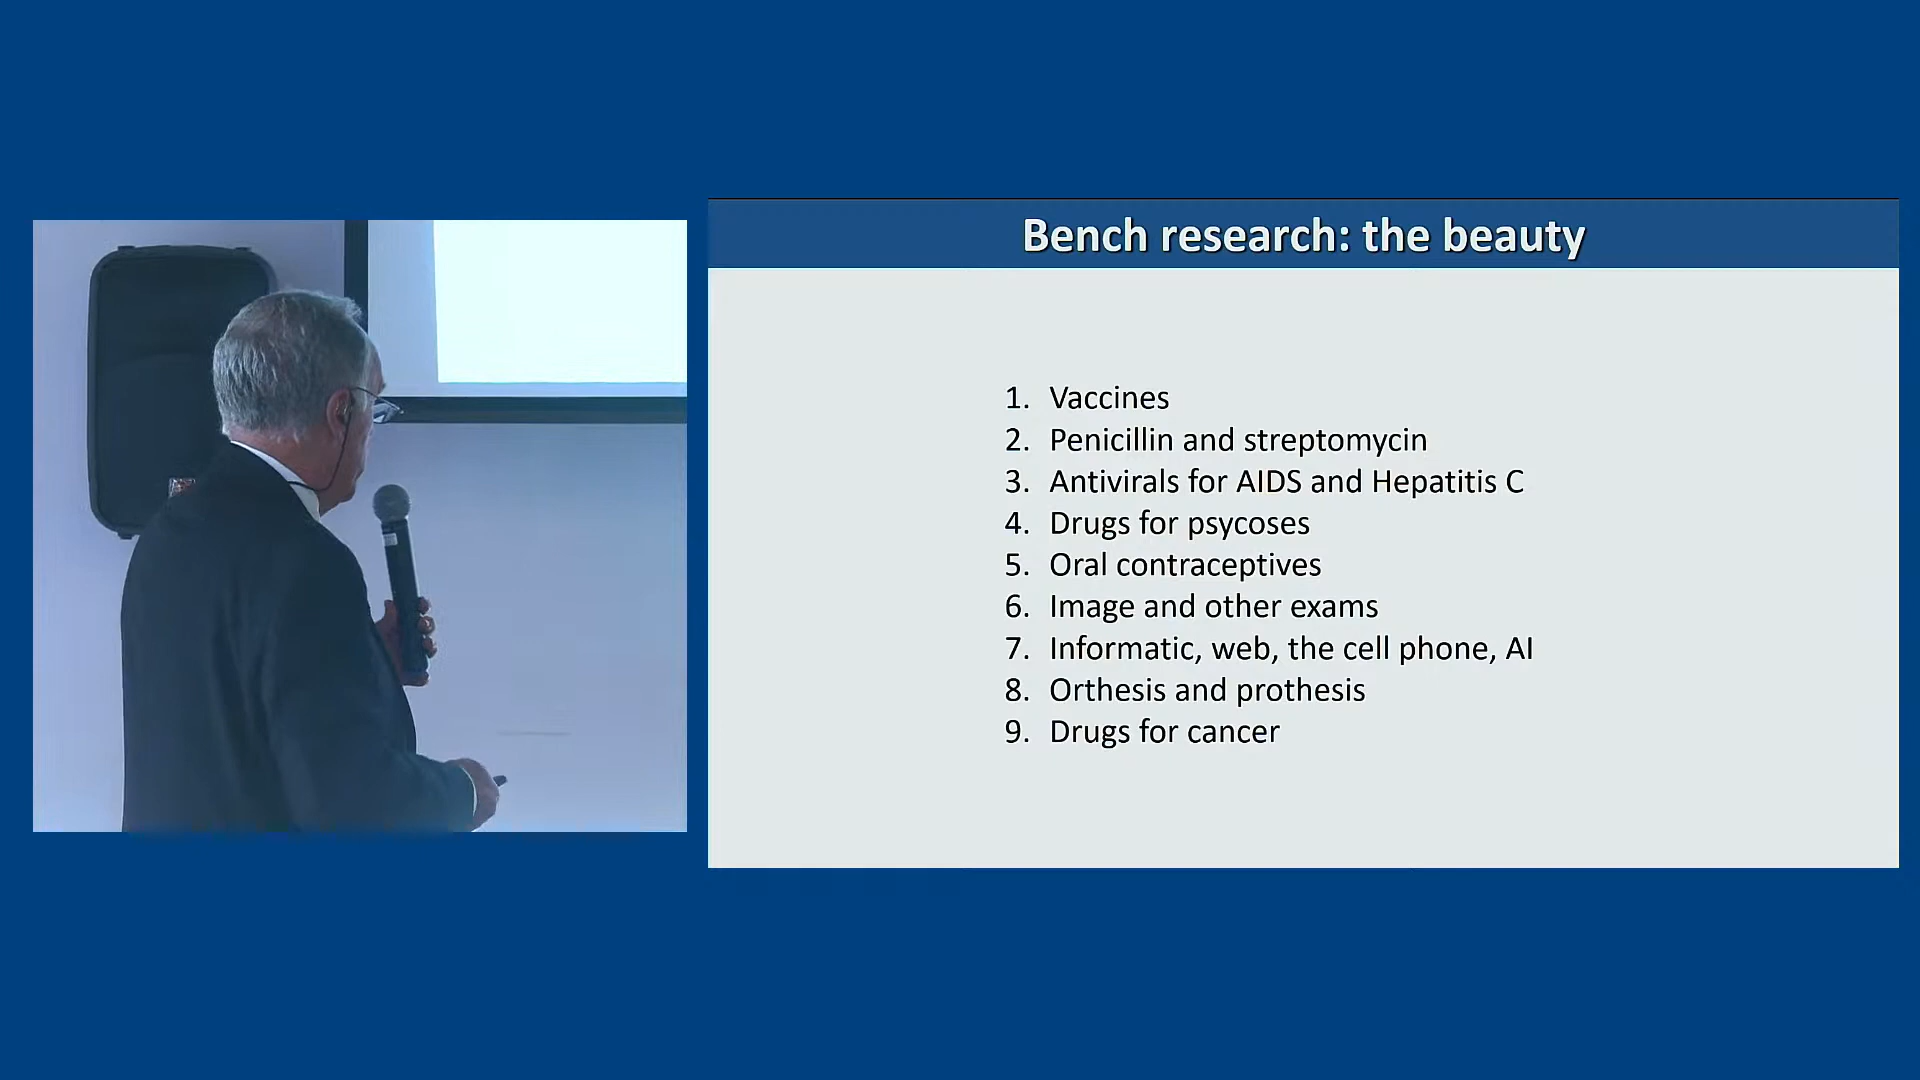 Bench research: the beauty
1. Vaccines
2. Penicillin and streptomycin
3. Antivirals for AIDS and Hepatitis C
4. Drugs for psycoses
5. Oral contraceptives
6. Image and other exams
7. Informatic, web, the cell phone, AI
8. Orthesis and prothesis
9. Drugs for cancer